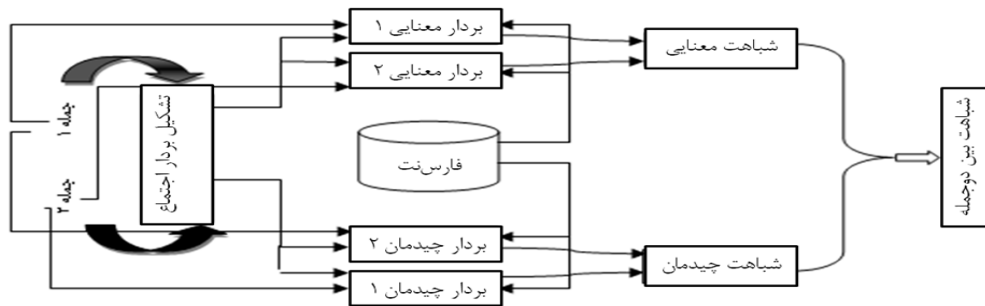 بردار معنایی ۱
بردار معنایی ۲
شباهت معنایی
جمله ۱
جمله ۲
تشکیل بردار اجتماع
فارس‌نت
شباهت بین دوجمله
بردار چیدمان ۲
بردار چیدمان ۱
شباهت چیدمان